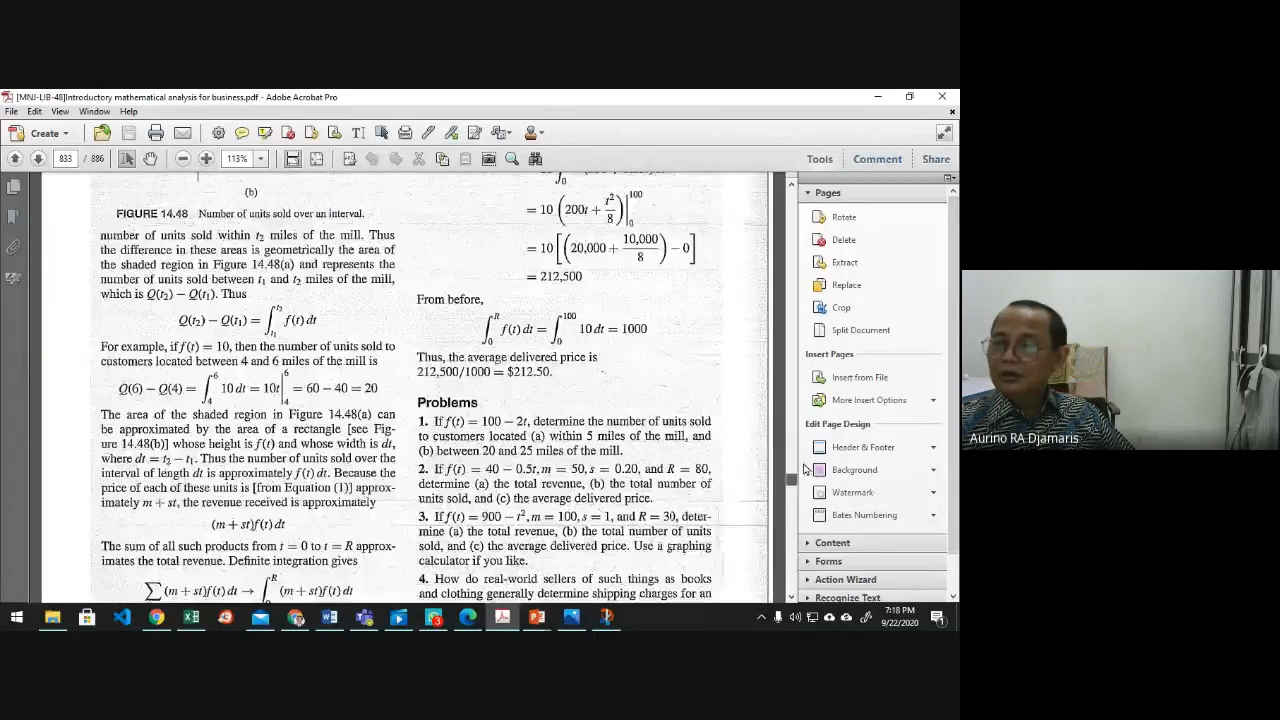 [MNJ-LIB-48]Introductory mathematical analysis for business.pdf - Adobe Acrobat Pro
File Edit View Window Help
Create
833 / 886 113% Tools Comment Share
(b)
FIGURE 14.48 Number of units sold over an interval.
number of units sold within t₂ miles of the mill. Thus
the difference in these areas is geometrically the area of
the shaded region in Figure 14.48(a) and represents the
number of units sold between t₁ and t₂ miles of the mill,
which is Q(t₂) − Q(t₁). Thus
Q(t₂) − Q(t₁) = ∫_{t₁}^{t₂} f(t) dt
For example, if f(t) = 10, then the number of units sold to
customers located between 4 and 6 miles of the mill is
Q(6) − Q(4) = ∫_4^6 10 dt = 10t |_4^6 = 60 − 40 = 20
The area of the shaded region in Figure 14.48(a) can
be approximated by the area of a rectangle [see Fig-
ure 14.48(b)] whose height is f(t) and whose width is dt,
where dt = t₂ − t₁. Thus the number of units sold over the
interval of length dt is approximately f(t) dt. Because the
price of each of these units is [from Equation (1)] approx-
imately m + st, the revenue received is approximately
(m + st)f(t) dt
The sum of all such products from t = 0 to t = R approx-
imates the total revenue. Definite integration gives
∑ (m + st)f(t) dt → ∫^R (m + st)f(t) dt
= 10 (200t + t²/8) |_0^100
= 10 [(20,000 + 10,000/8) − 0]
= 212,500
From before,
∫_0^R f(t) dt = ∫_0^100 10 dt = 1000
Thus, the average delivered price is
212,500/1000 = $212.50.
Problems
1. If f(t) = 100 − 2t, determine the number of units sold
to customers located (a) within 5 miles of the mill, and
(b) between 20 and 25 miles of the mill.
2. If f(t) = 40 − 0.5t, m = 50, s = 0.20, and R = 80,
determine (a) the total revenue, (b) the total number of
units sold, and (c) the average delivered price.
3. If f(t) = 900 − t², m = 100, s = 1, and R = 30, deter-
mine (a) the total revenue, (b) the total number of units
sold, and (c) the average delivered price. Use a graphing
calculator if you like.
4. How do real-world sellers of such things as books
and clothing generally determine shipping charges for an
Pages
Rotate
Delete
Extract
Replace
Crop
Split Document
Insert Pages
Insert from File
More Insert Options
Edit Page Design
Header & Footer
Background
Watermark
Bates Numbering
Content
Forms
Action Wizard
Recognize Text
Aurino RA Djamaris
7:18 PM
9/22/2020